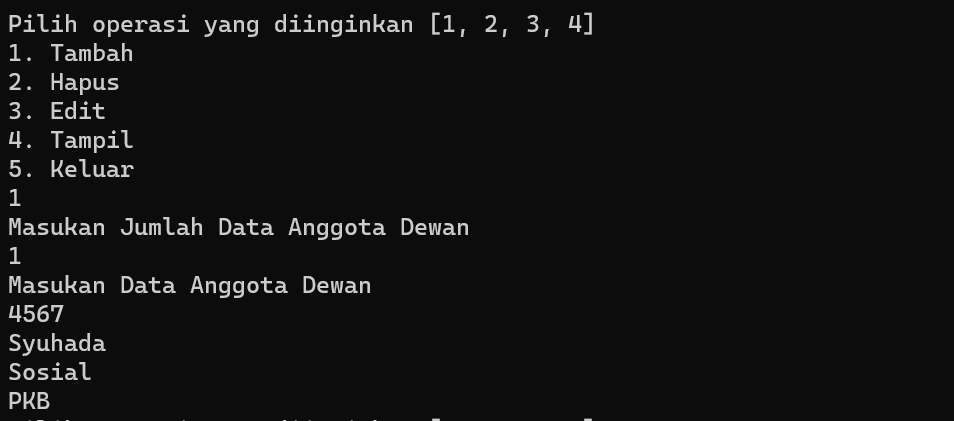 Pilih operasi yang diinginkan [1, 2, 3, 4]
1. Tambah
2. Hapus
3. Edit
4. Tampil
5. Keluar
1
Masukan Jumlah Data Anggota Dewan
1
Masukan Data Anggota Dewan
4567
Syuhada
Sosial
PKB